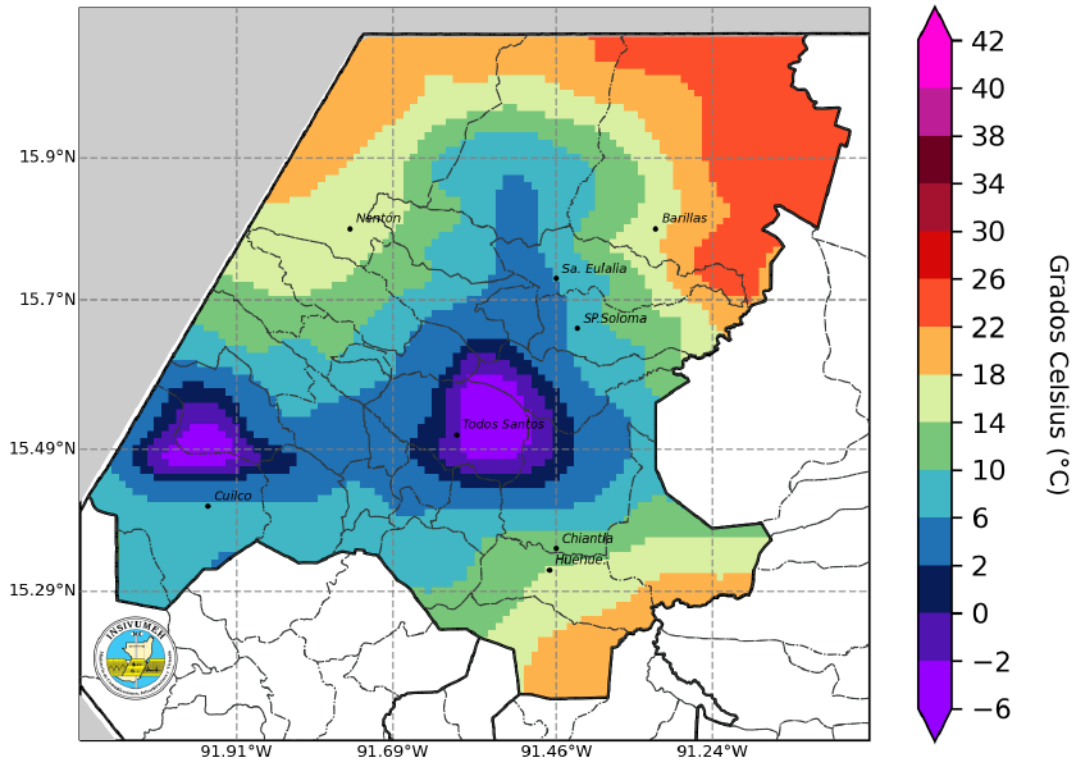 42
40
38
34
30
26
22
18
14
10
6
2
0
−2
−6
Grados Celsius (°C)
15.9°N
15.7°N
15.49°N
15.29°N
Nentón
Barillas
Sa. Eulalia
SP.Soloma
Todos Santos
Cuilco
Chiantla
Huehue
INSIVUMEH
91.91°W
91.69°W
91.46°W
91.24°W